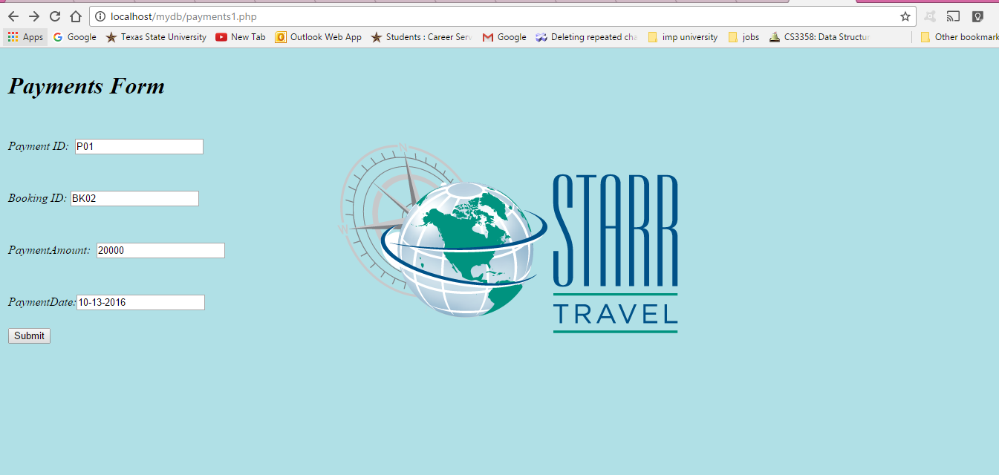 localhost/mydb/payments1.php
Apps Google Texas State University New Tab Outlook Web App Students : Career Serv Google Deleting repeated cha imp university jobs CS3358: Data Structur Other bookmark
Payments Form
Payment ID: P01
Booking ID: BK02
PaymentAmount: 20000
PaymentDate: 10-13-2016
Submit
N
W
STARR
TRAVEL